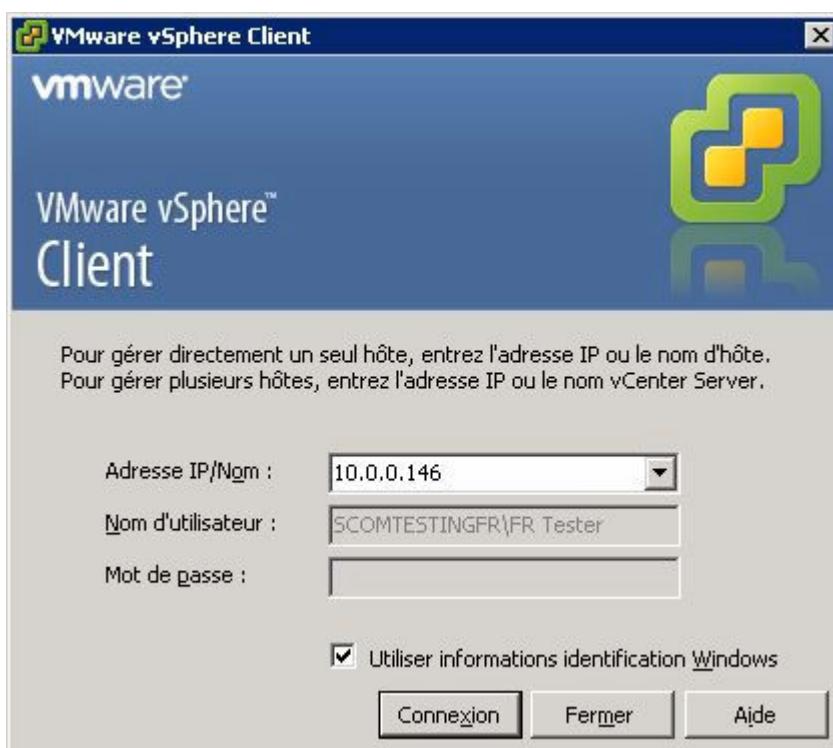 VMware vSphere Client
vmware
VMware vSphere™
Client
Pour gérer directement un seul hôte, entrez l'adresse IP ou le nom d'hôte.
Pour gérer plusieurs hôtes, entrez l'adresse IP ou le nom vCenter Server.
Adresse IP/Nom : 10.0.0.146
Nom d'utilisateur : SCOMTESTINGFR\FR Tester
Mot de passe :
Utiliser informations identification Windows
Connexion Fermer Aide